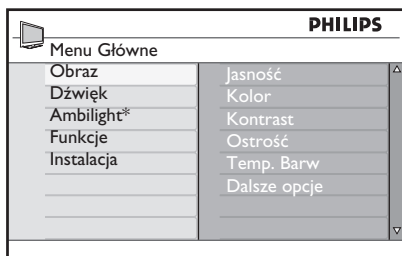 PHILIPS
Menu Główne
Obraz
Dźwięk
Ambilight*
Funkcje
Instalacja
Jasność
Kolor
Kontrast
Ostrość
Temp. Barw
Dalsze opcje